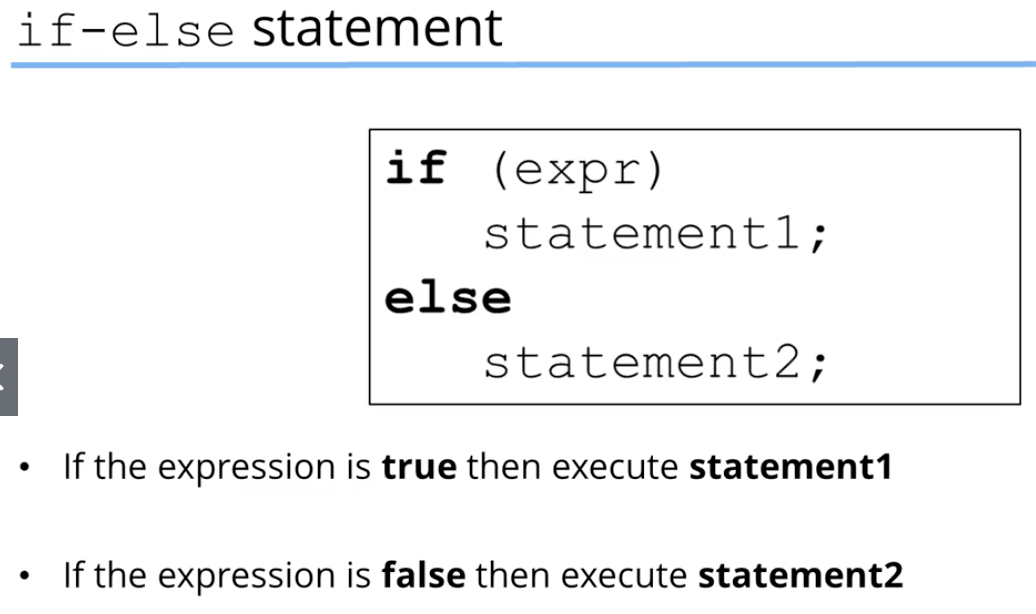 if-else statement
if (expr)
statement1;
else
statement2;
• If the expression is true then execute statement1
• If the expression is false then execute statement2